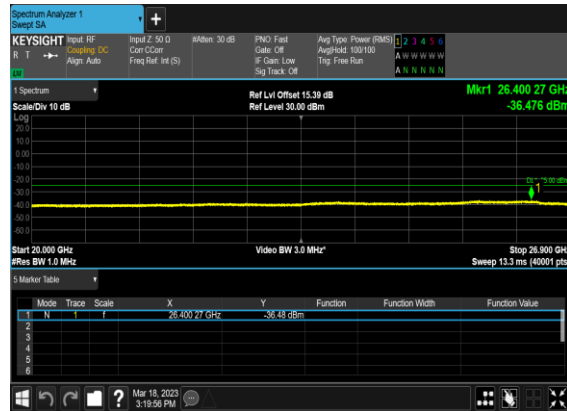 Spectrum Analyzer 1
Swept SA
KEYSIGHT Input: RF Input Z: 50 Ω #Atten: 30 dB PNO: Fast Avg Type: Power (RMS) 1 2 3 4 5 6
R T Coupling: DC Corr CCorr Gate: Off Avg|Hold: 100/100 A W W W W W
Align: Auto Freq Ref: Int (S) IF Gain: Low Trig: Free Run
Sig Track: Off A N N N N N
1 Spectrum Ref Lvl Offset 15.39 dB Mkr1 26.400 27 GHz
Scale/Div 10 dB Ref Level 30.00 dBm -36.476 dBm
Log
20.0
10.0
0.00
-10.0
-20.0
-30.0
1
-40.0
-50.0
-60.0
Start 20.000 GHz Video BW 3.0 MHz* Stop 26.900 GHz
#Res BW 1.0 MHz Sweep 13.3 ms (40001 pts)
5 Marker Table
Mode Trace Scale X Y Function Function Width Function Value
1 N 1 f 26.400 27 GHz -36.48 dBm
2
3
4
5
6
? Mar 18, 2023
3:19:56 PM